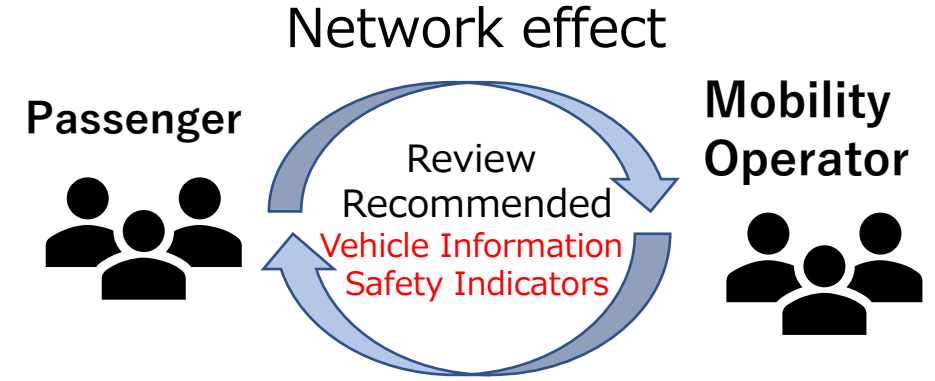 Network effect
Passenger
Mobility
Operator
Review
Recommended
Vehicle Information
Safety Indicators